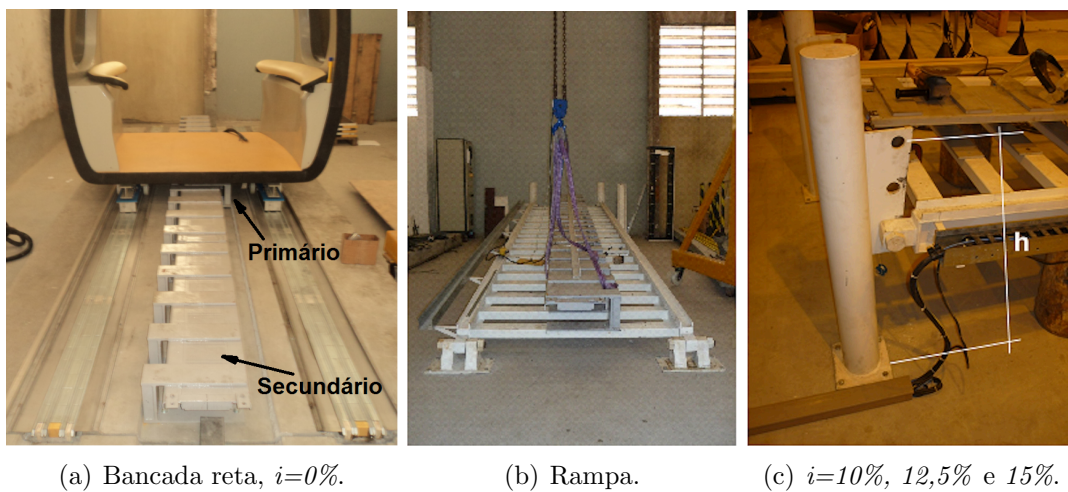 Primário
Secundário
h
(a) Bancada reta, i=0%.
(b) Rampa.
(c) i=10%, 12,5% e 15%.